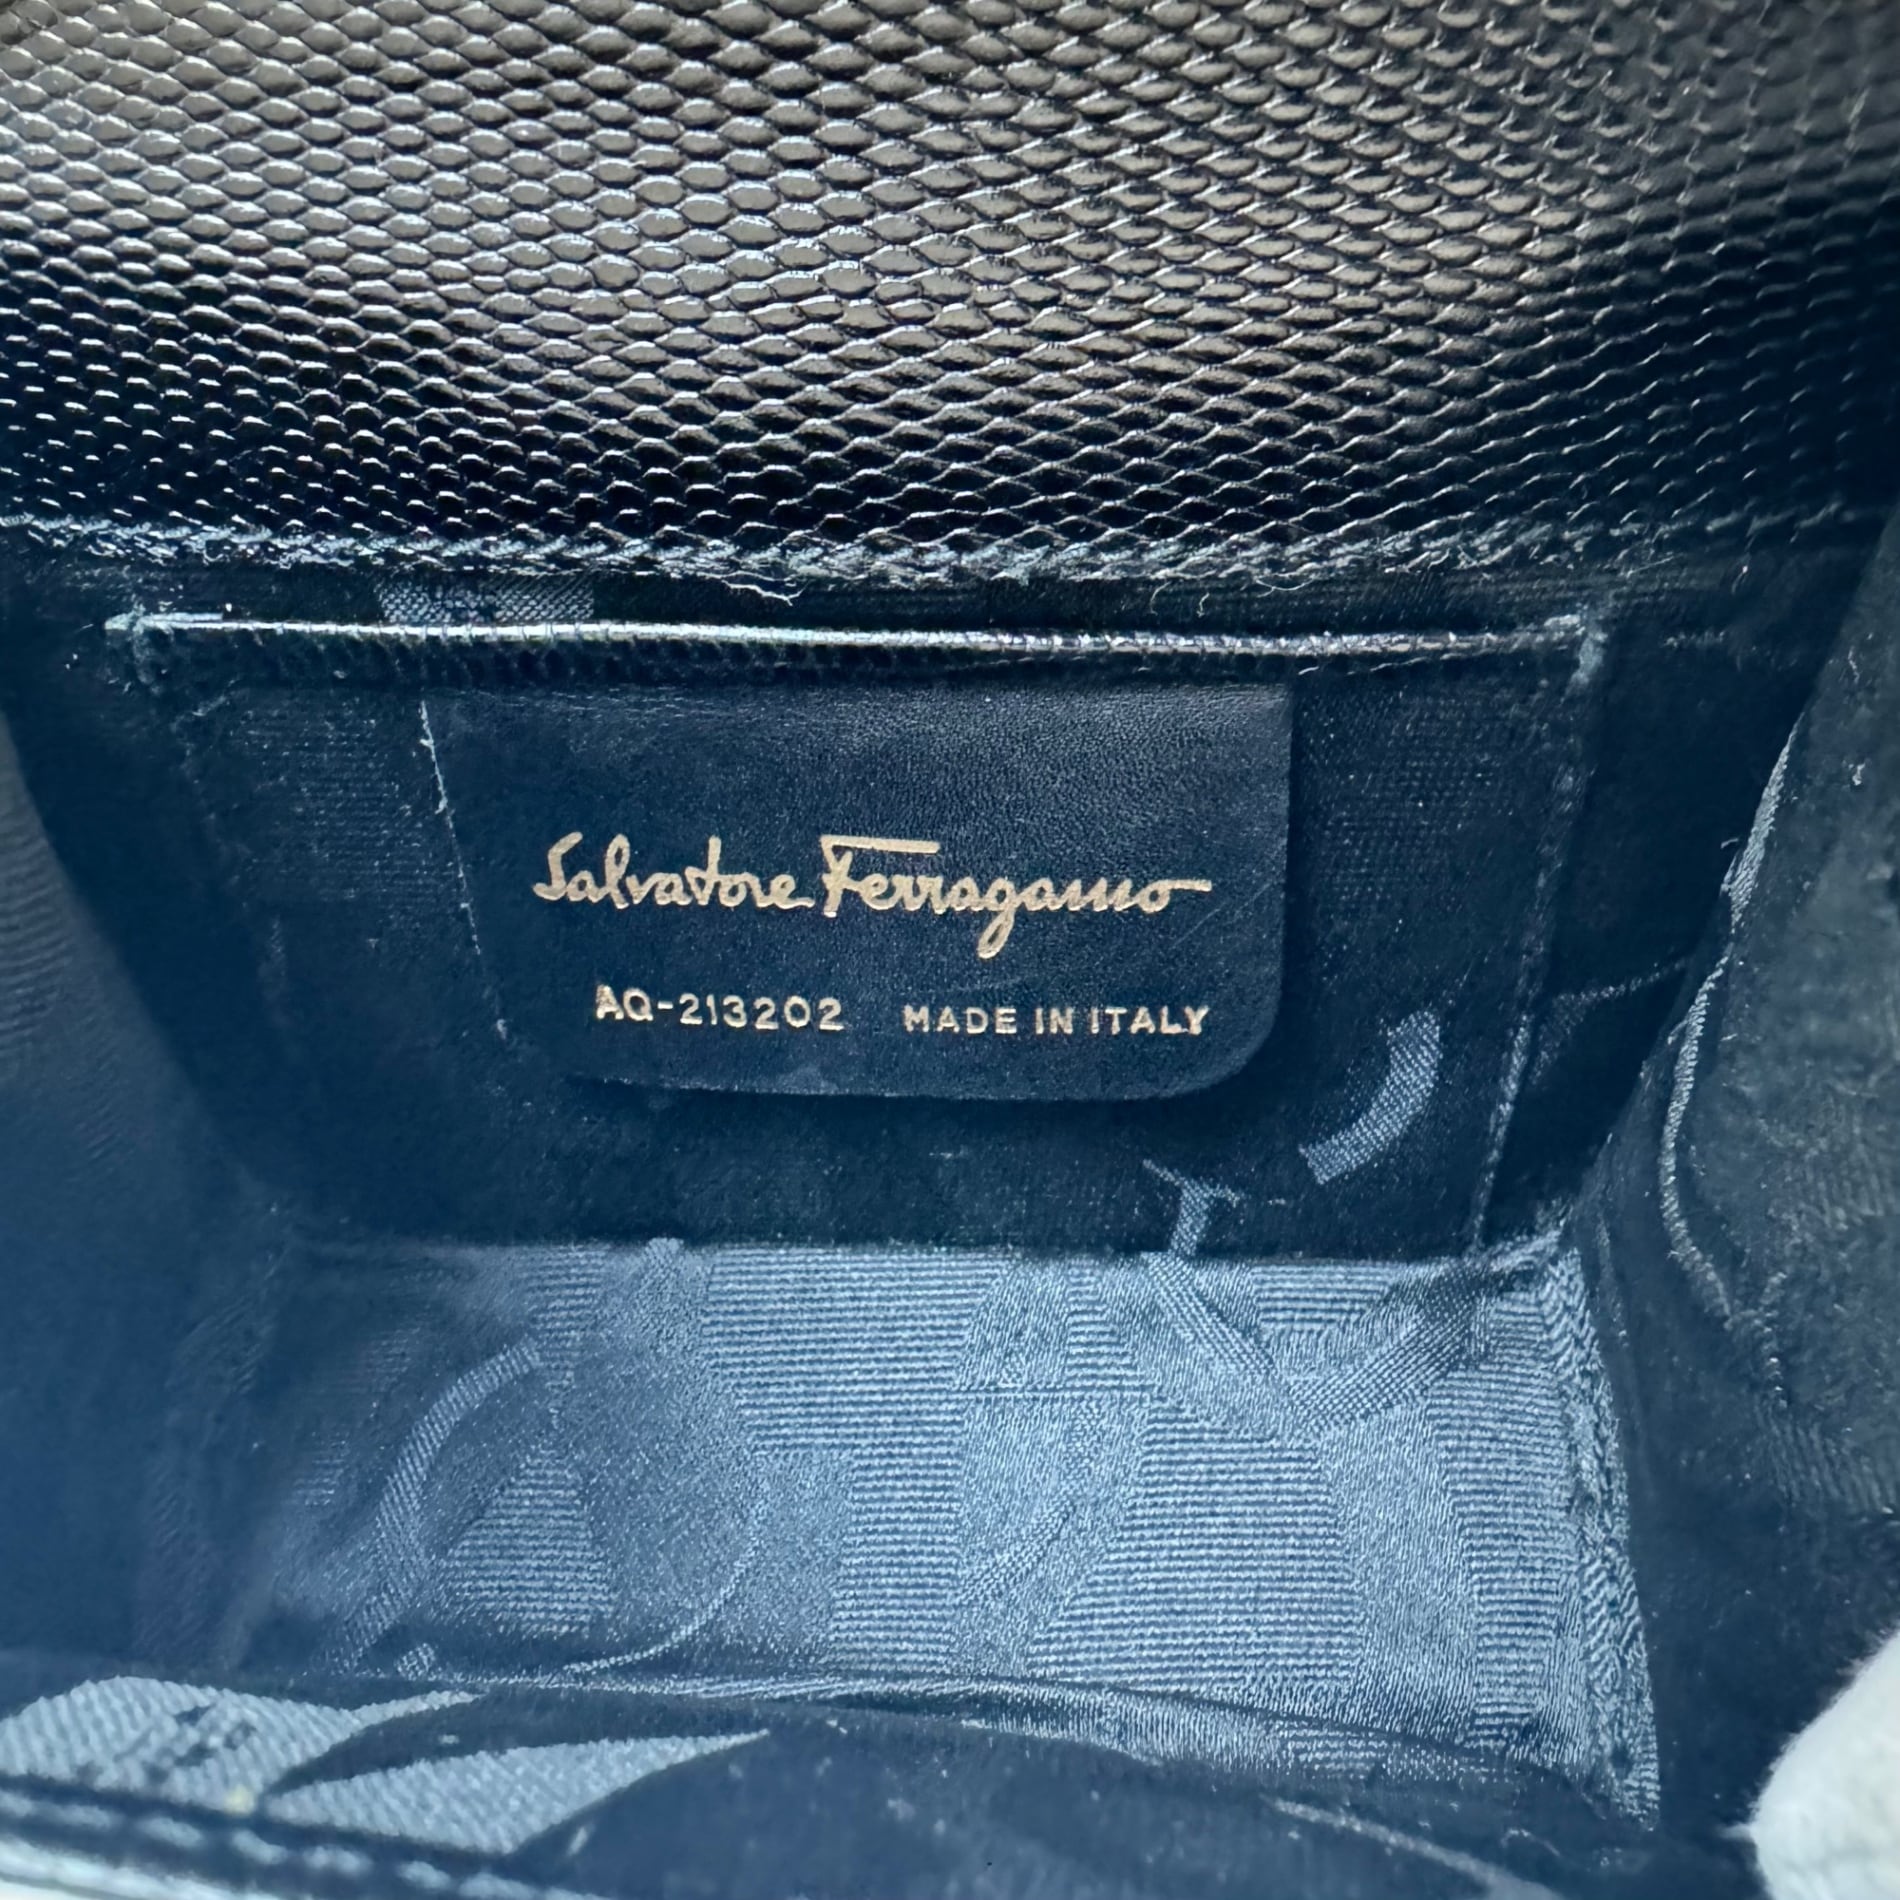 Salvatore Ferragamo
AQ-213202 MADE IN ITALY